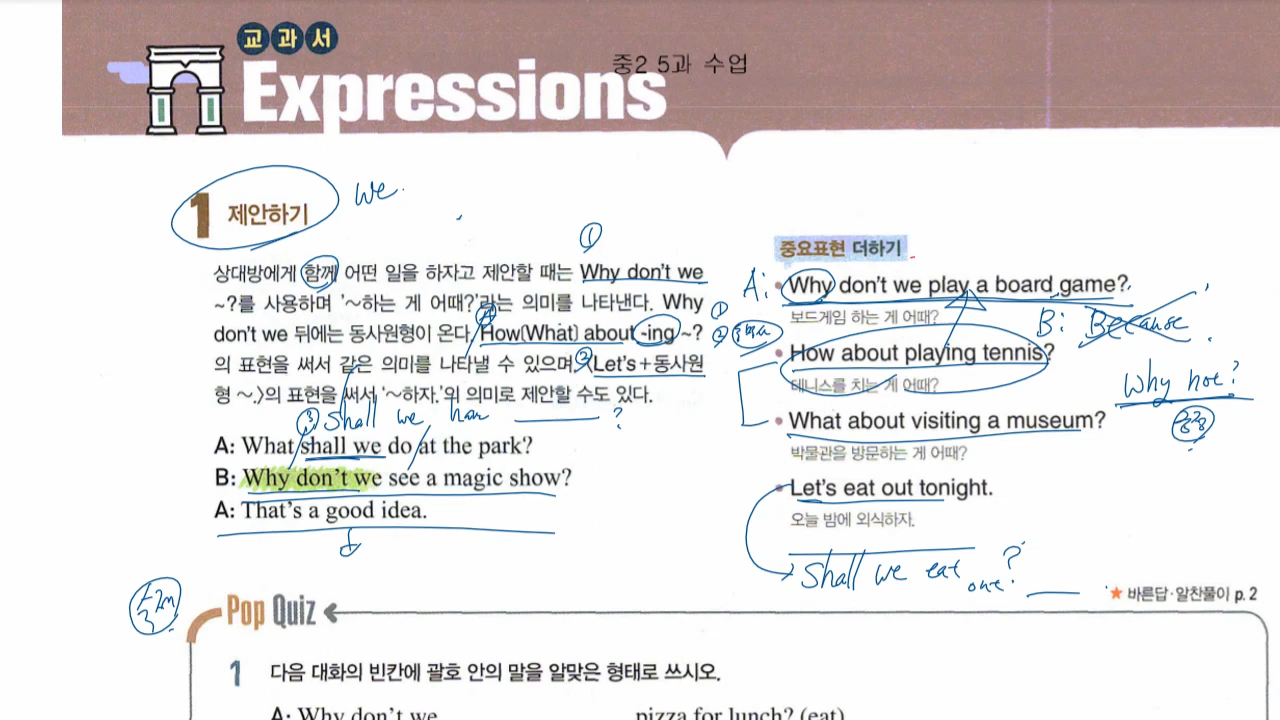 교과서
Expressions
중2 5과 수업
1 제안하기
we.
①
상대방에게 함께 어떤 일을 하자고 제안할 때는 Why don't we
~?를 사용하며 '~하는 게 어때?'라는 의미를 나타낸다. Why
don't we 뒤에는 동사원형이 온다. How[What] about -ing ~?
의 표현을 써서 같은 의미를 나타낼 수 있으며, 〈Let's+동사원
형 ~.〉의 표현을 써서 '~하자.'의 의미로 제안할 수도 있다.
③ Shall we have ?
A: What shall we do at the park?
B: Why don't we see a magic show?
A: That's a good idea.
중요표현 더하기
A: • Why don't we play a board game?
보드게임 하는 게 어때?
B: Because
• How about playing tennis?
테니스를 치는 게 어때?
Why not?
• What about visiting a museum?
박물관을 방문하는 게 어때?
• Let's eat out tonight.
오늘 밤에 외식하자.
Shall we eat out?
★ 바른답·알찬풀이 p. 2
Pop Quiz
1 다음 대화의 빈칸에 괄호 안의 말을 알맞은 형태로 쓰시오.
A: Why don't we pizza for lunch? (eat)